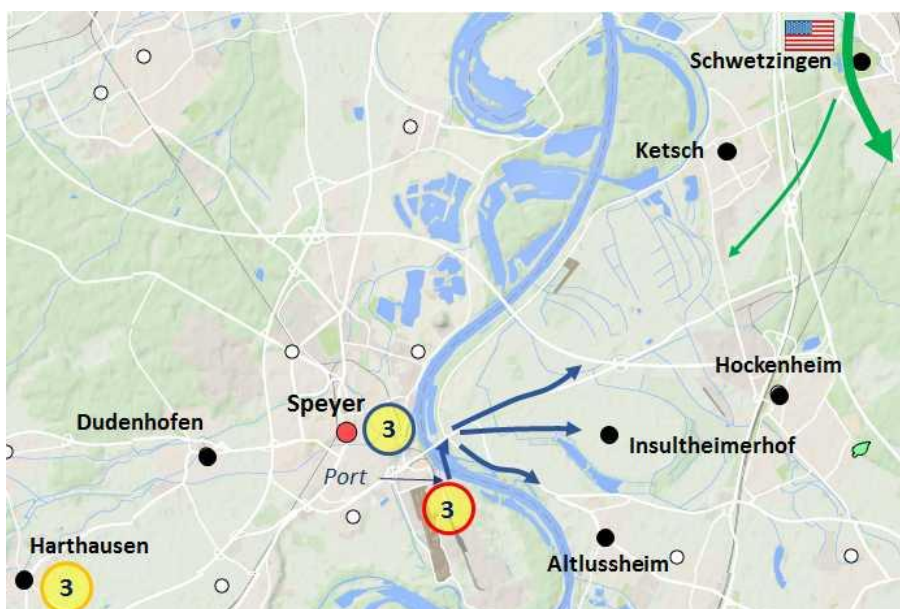 Schwetzingen
Ketsch
Hockenheim
Speyer
Dudenhofen
3
Insultheimerhof
Port
3
Harthausen
Altlussheim
3